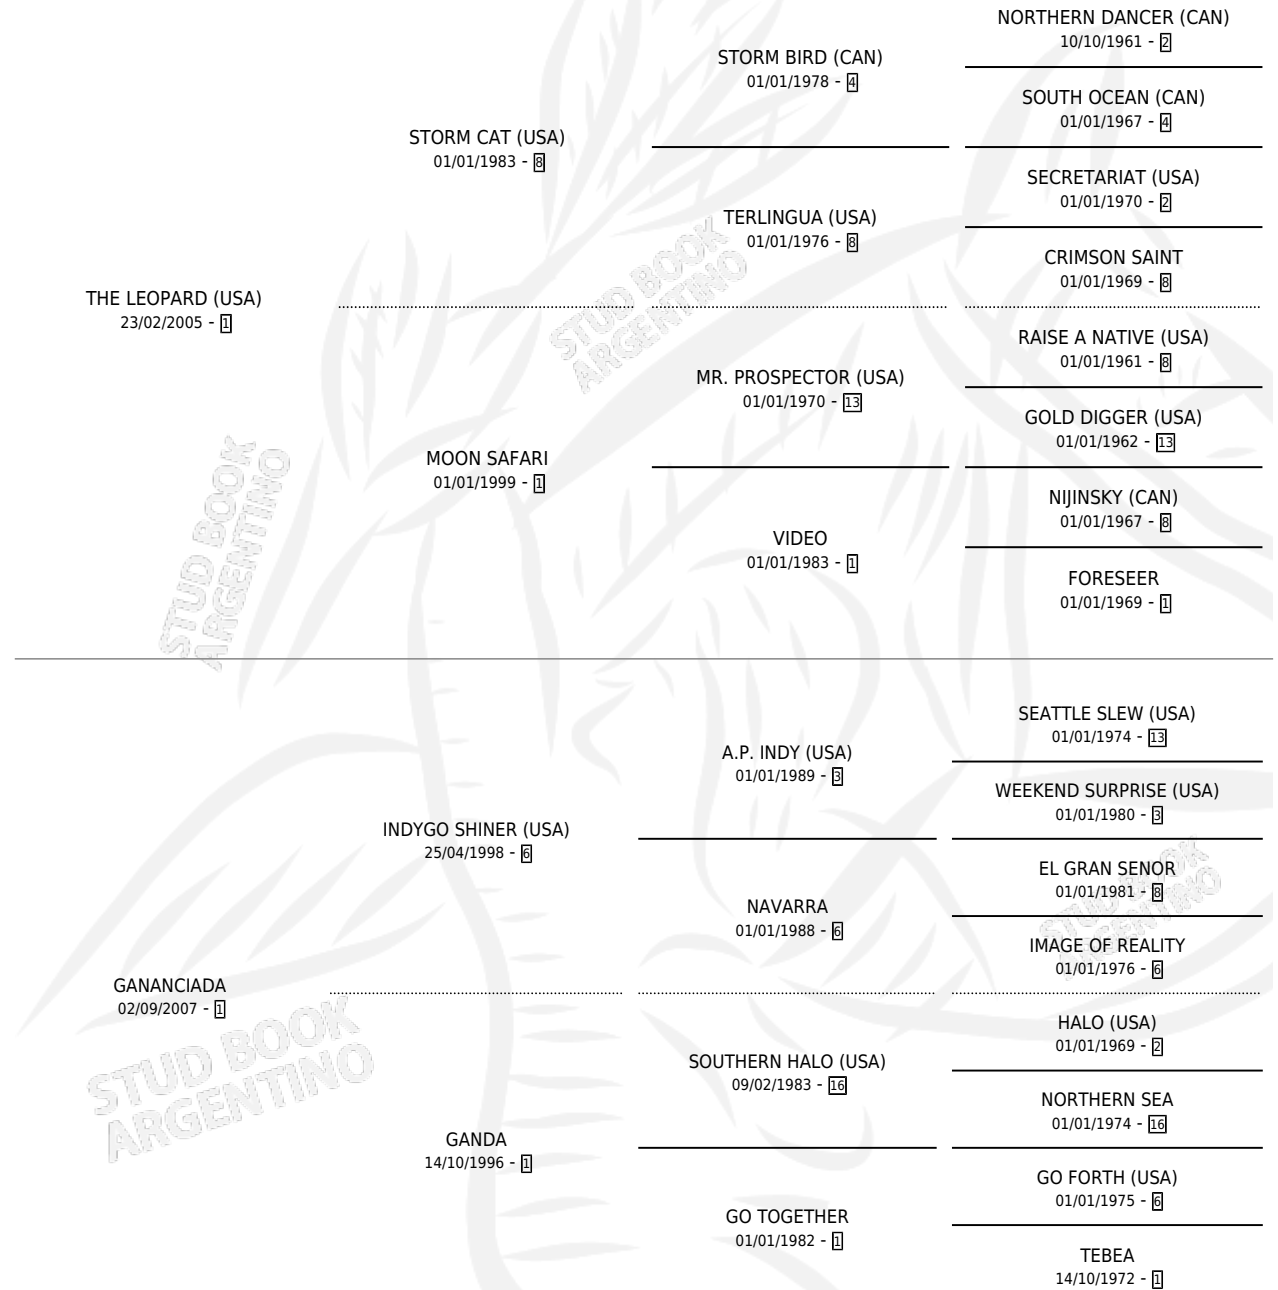 NORTHERN DANCER (CAN)
10/10/1961 - 2
STORM BIRD (CAN)
01/01/1978 - 4
SOUTH OCEAN (CAN)
01/01/1967 - 4
STORM CAT (USA)
01/01/1983 - 8
SECRETARIAT (USA)
01/01/1970 - 2
TERLINGUA (USA)
01/01/1976 - 8
CRIMSON SAINT
01/01/1969 - 8
THE LEOPARD (USA)
23/02/2005 - 1
STUD BOOK
ARGENTINO
RAISE A NATIVE (USA)
01/01/1961 - 8
MR. PROSPECTOR (USA)
01/01/1970 - 13
GOLD DIGGER (USA)
01/01/1962 - 13
MOON SAFARI
01/01/1999 - 1
NIJINSKY (CAN)
01/01/1967 - 8
VIDEO
01/01/1983 - 1
FORESEER
01/01/1969 - 1
STUD BOOK
ARGENTINO
SEATTLE SLEW (USA)
01/01/1974 - 13
A.P. INDY (USA)
01/01/1989 - 3
WEEKEND SURPRISE (USA)
01/01/1980 - 3
INDYGO SHINER (USA)
25/04/1998 - 6
EL GRAN SENOR
01/01/1981 - 8
NAVARRA
01/01/1988 - 6
STUD BOOK
ARGENTINO
IMAGE OF REALITY
01/01/1976 - 6
GANANCIADA
02/09/2007 - 1
HALO (USA)
01/01/1969 - 2
SOUTHERN HALO (USA)
09/02/1983 - 16
STUD BOOK
ARGENTINO
NORTHERN SEA
01/01/1974 - 16
GANDA
14/10/1996 - 1
GO FORTH (USA)
01/01/1975 - 6
GO TOGETHER
01/01/1982 - 1
TEBEA
14/10/1972 - 1